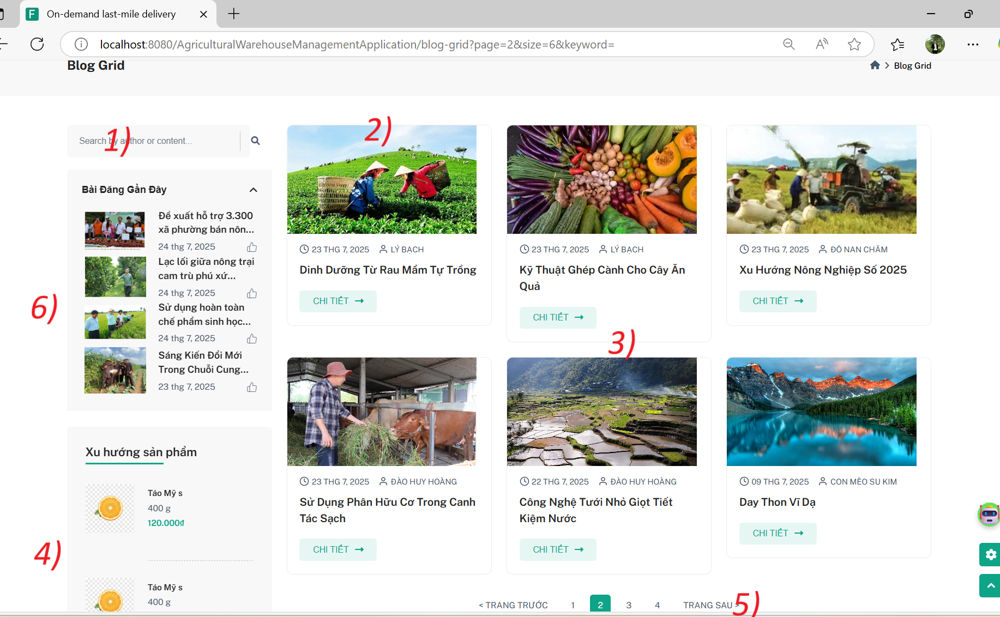 On-demand last-mile delivery
localhost:8080/AgriculturalWarehouseManagementApplication/blog-grid?page=2&size=6&keyword=
Blog Grid
Blog Grid
1)
Search by author or content...
Bài Đăng Gần Đây
Đề xuất hỗ trợ 3.300
xã phường bán nôn...
24 thg 7, 2025
Lạc lối giữa nông trại
cam trù phú xứ...
24 thg 7, 2025
6)
Sử dụng hoàn toàn
chế phẩm sinh học...
24 thg 7, 2025
Sáng Kiến Đổi Mới
Trong Chuỗi Cung...
23 thg 7, 2025
Xu hướng sản phẩm
Táo Mỹ s
400 g
120.000₫
4)
Táo Mỹ s
400 g
2)
23 THG 7, 2025 LÝ BẠCH
Dinh Dưỡng Từ Rau Mầm Tự Trồng
CHI TIẾT
23 THG 7, 2025 LÝ BẠCH
Kỹ Thuật Ghép Cành Cho Cây Ăn
Quả
CHI TIẾT
3)
23 THG 7, 2025 ĐÔ NAN CHĂM
Xu Hướng Nông Nghiệp Số 2025
CHI TIẾT
23 THG 7, 2025 ĐÀO HUY HOÀNG
Sử Dụng Phân Hữu Cơ Trong Canh
Tác Sạch
CHI TIẾT
22 THG 7, 2025 ĐÀO HUY HOÀNG
Công Nghệ Tưới Nhỏ Giọt Tiết
Kiệm Nước
CHI TIẾT
09 THG 7, 2025 CON MÈO SU KIM
Day Thon Vĩ Dạ
CHI TIẾT
< TRANG TRƯỚC 1 2 3 4 TRANG SAU >
5)